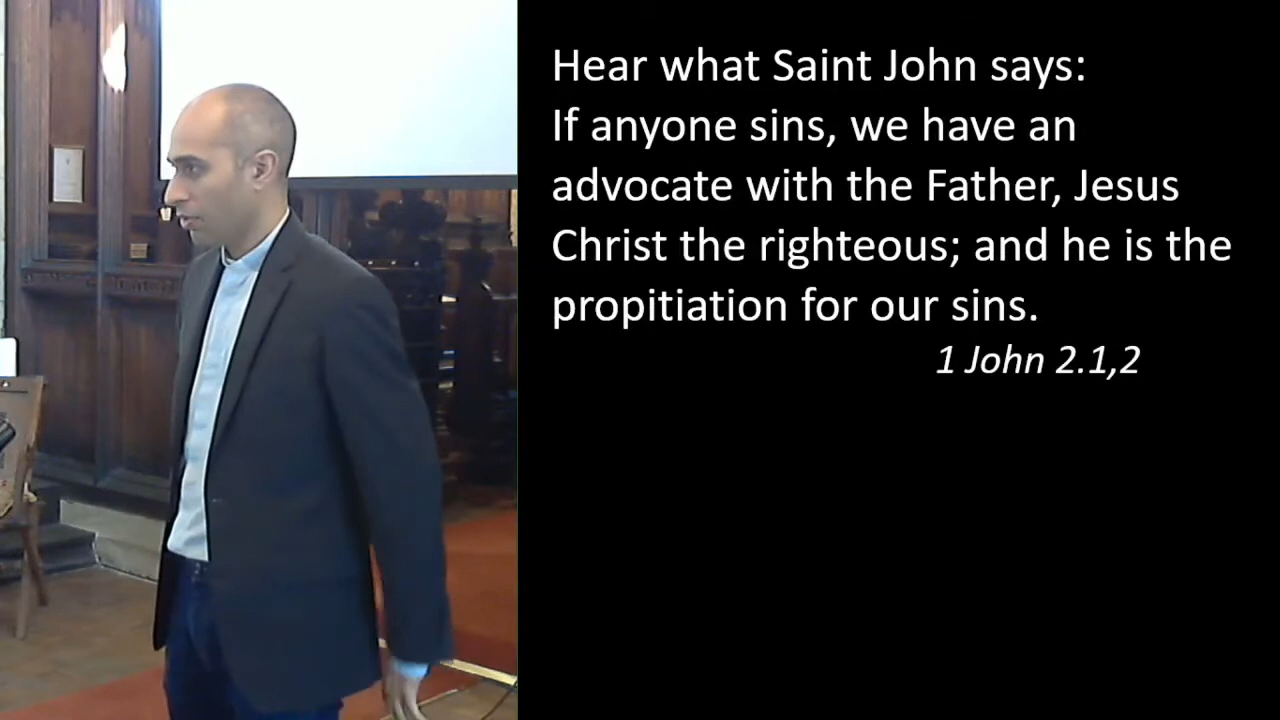 Hear what Saint John says:
If anyone sins, we have an
advocate with the Father, Jesus
Christ the righteous; and he is the
propitiation for our sins.
1 John 2.1,2